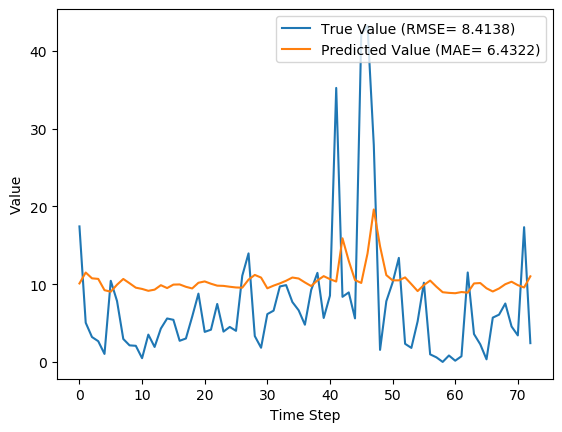 True Value (RMSE= 8.4138)
Predicted Value (MAE= 6.4322)
40
30
20
10
0
Value
0 10 20 30 40 50 60 70
Time Step